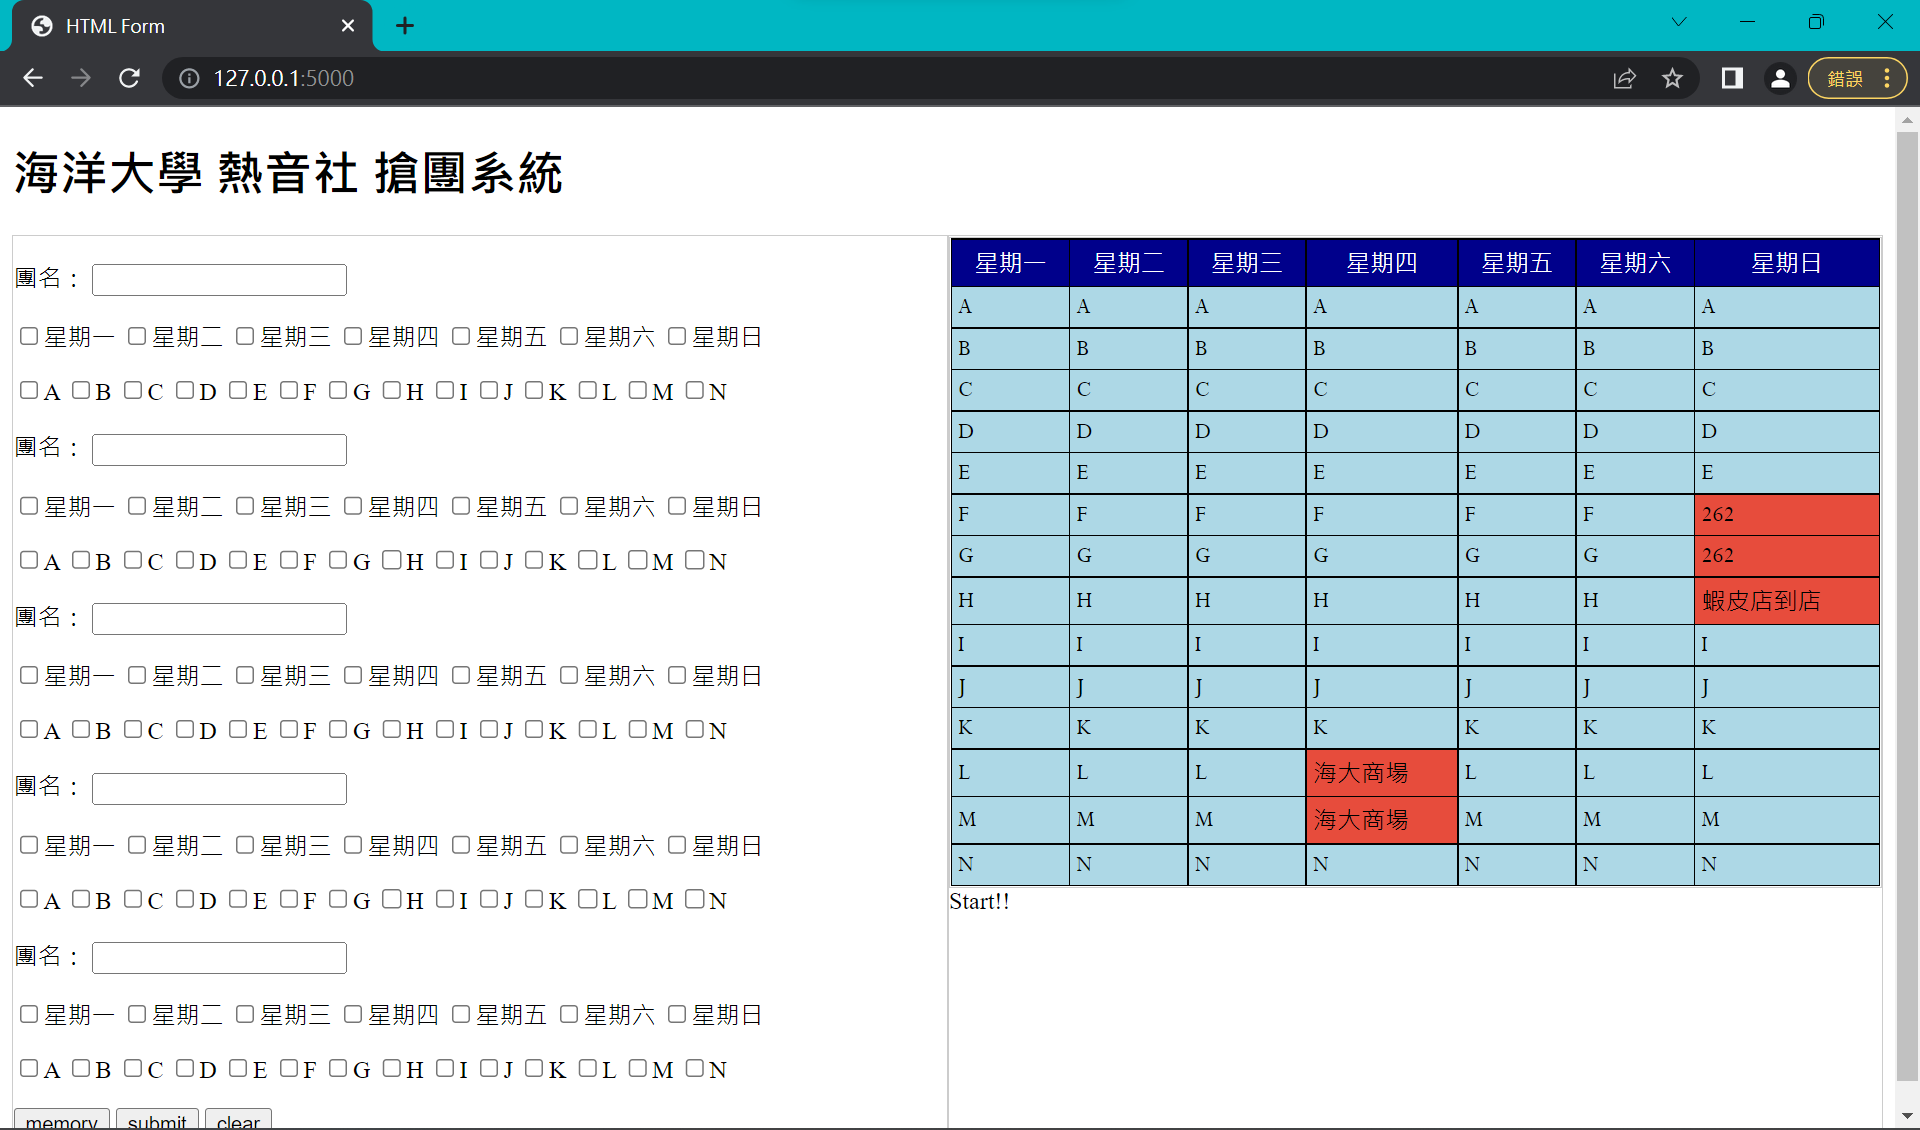 HTML Form
127.0.0.1:5000
錯誤
海洋大學 熱音社 搶團系統
團名：
星期一 星期二 星期三 星期四 星期五 星期六 星期日
A B C D E F G H I J K L M N
團名：
星期一 星期二 星期三 星期四 星期五 星期六 星期日
A B C D E F G H I J K L M N
團名：
星期一 星期二 星期三 星期四 星期五 星期六 星期日
A B C D E F G H I J K L M N
團名：
星期一 星期二 星期三 星期四 星期五 星期六 星期日
A B C D E F G H I J K L M N
團名：
星期一 星期二 星期三 星期四 星期五 星期六 星期日
A B C D E F G H I J K L M N
memory submit clear
星期一 星期二 星期三 星期四 星期五 星期六 星期日
A A A A A A A
B B B B B B B
C C C C C C C
D D D D D D D
E E E E E E E
F F F F F F 262
G G G G G G 262
H H H H H H 蝦皮店到店
I I I I I I I
J J J J J J J
K K K K K K K
L L L 海大商場 L L L
M M M 海大商場 M M M
N N N N N N N
Start!!